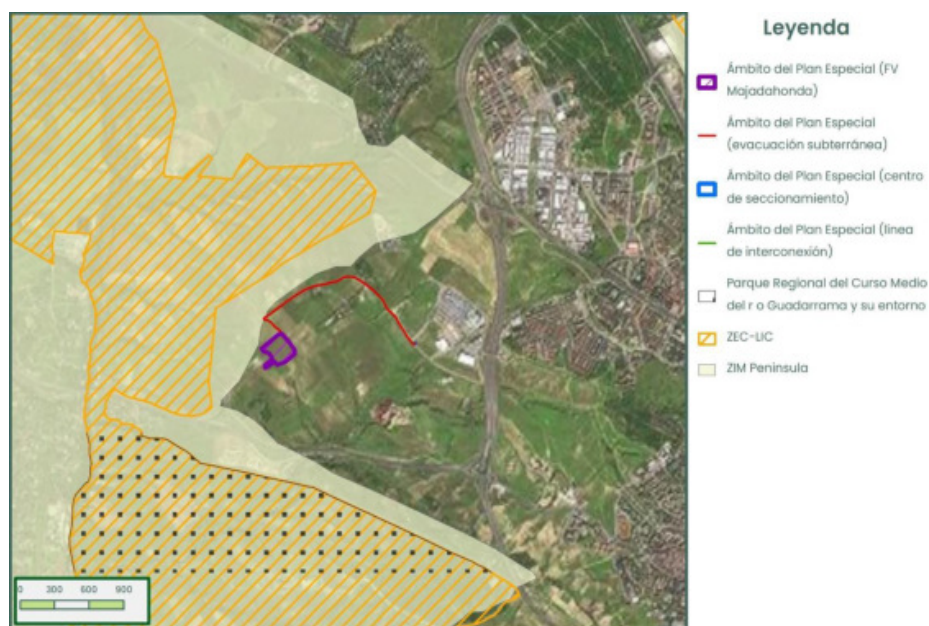 Leyenda
Ámbito del Plan Especial (FV
Majadahonda)
Ámbito del Plan Especial
(evacuación subterránea)
Ámbito del Plan Especial (centro
de seccionamiento)
Ámbito del Plan Especial (línea
de interconexión)
Parque Regional del Curso Medio
del r o Guadarrama y su entorno
ZEC-LIC
ZIM Peninsula
0 300 600 900